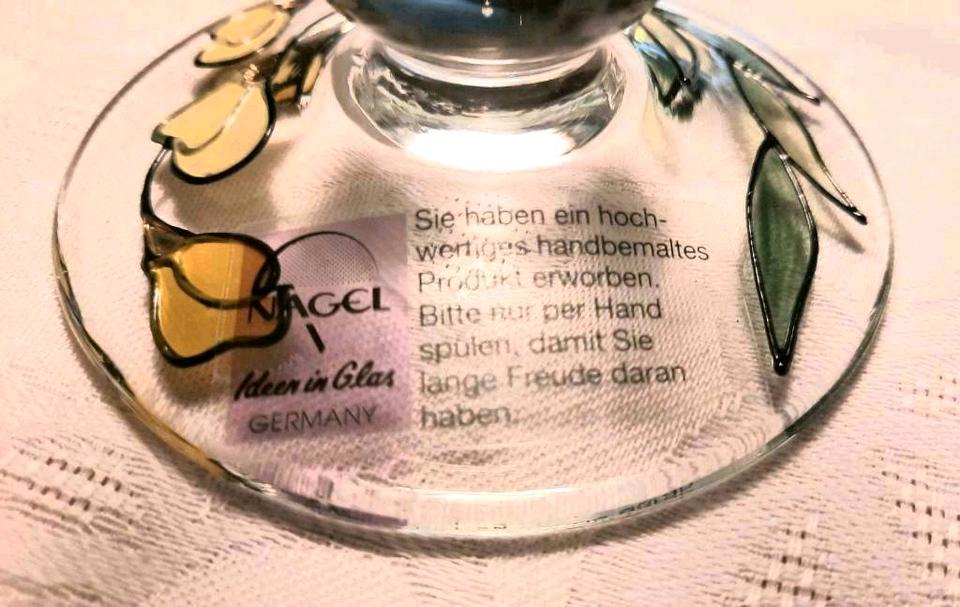 NAGEL
Ideen in Glas
GERMANY
Sie haben ein hoch-
wertiges handbemaltes
Produkt erworben.
Bitte nur per Hand
spülen, damit Sie
lange Freude daran
haben.